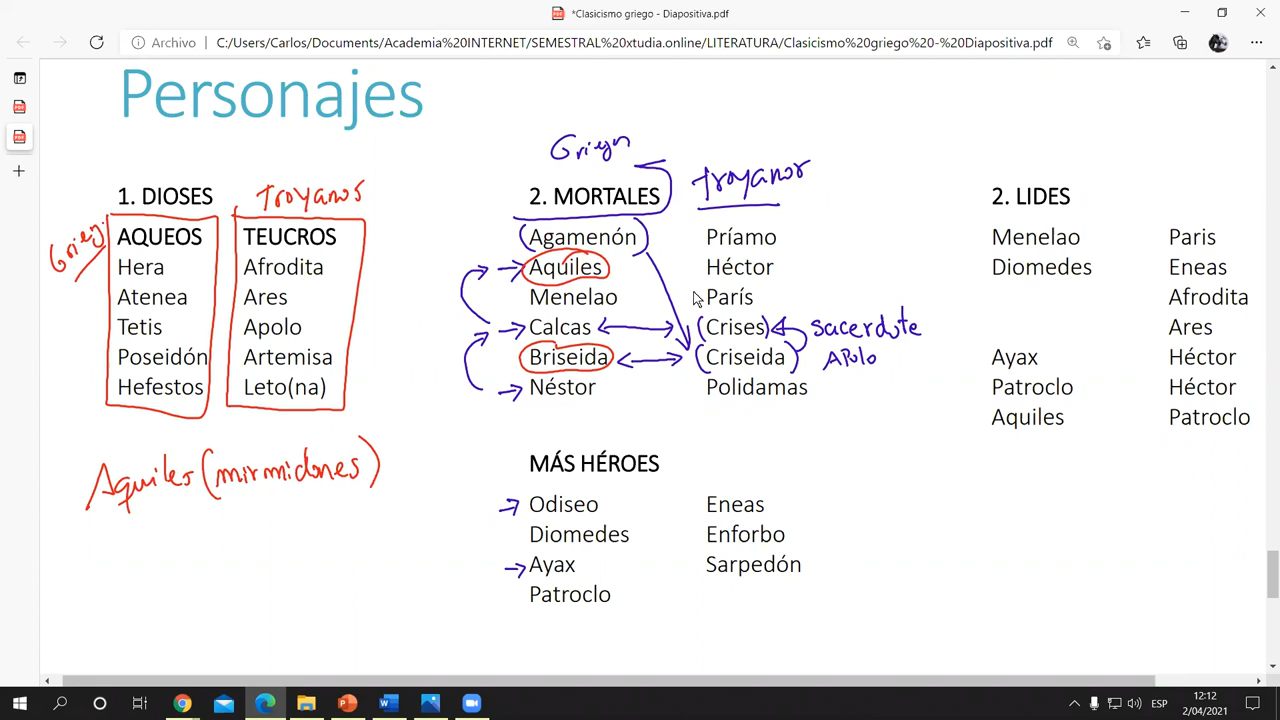 *Clasicismo griego - Diapositiva.pdf
Archivo
C:/Users/Carlos/Documents/Academia%20INTERNET/SEMESTRAL%20xtudia.online/LITERATURA/Clasicismo%20griego%20-%20Diapositiva.pdf
Personajes
1. DIOSES
Troyanos
Grieg.
AQUEOS TEUCROS
Hera Afrodita
Atenea Ares
Tetis Apolo
Poseidón Artemisa
Hefestos Leto(na)
Aquiles (mirmidones)
Griegn
Troyanor
2. MORTALES
(Agamenón) Príamo
Aquiles Héctor
Menelao París
Calcas (Crises) sacerdote
Briseida (Criseida) APolo
Néstor Polidamas
MÁS HÉROES
Odiseo Eneas
Diomedes Enforbo
Ayax Sarpedón
Patroclo
2. LIDES
Menelao Paris
Diomedes Eneas
Afrodita
Ares
Ayax Héctor
Patroclo Héctor
Aquiles Patroclo
ESP
12:12
2/04/2021